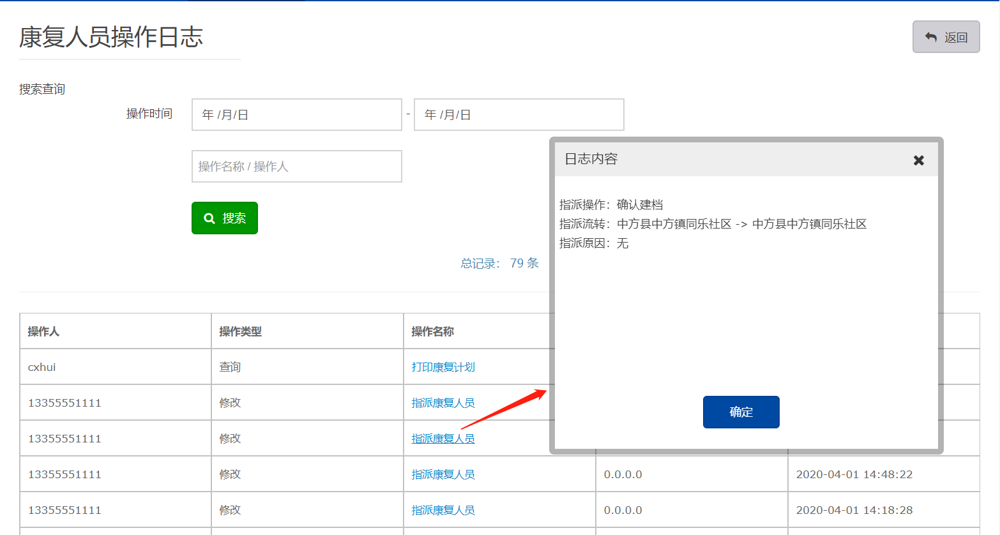 康复人员操作日志
返回
搜索查询
操作时间
年 /月/日 - 年 /月/日
操作名称 / 操作人
搜索
总记录： 79 条
日志内容
指派操作：确认建档
指派流转：中方县中方镇同乐社区 -> 中方县中方镇同乐社区
指派原因：无
确定
操作人 操作类型 操作名称
cxhui 查询 打印康复计划
13355551111 修改 指派康复人员
13355551111 修改 指派康复人员
13355551111 修改 指派康复人员 0.0.0.0 2020-04-01 14:48:22
13355551111 修改 指派康复人员 0.0.0.0 2020-04-01 14:18:28